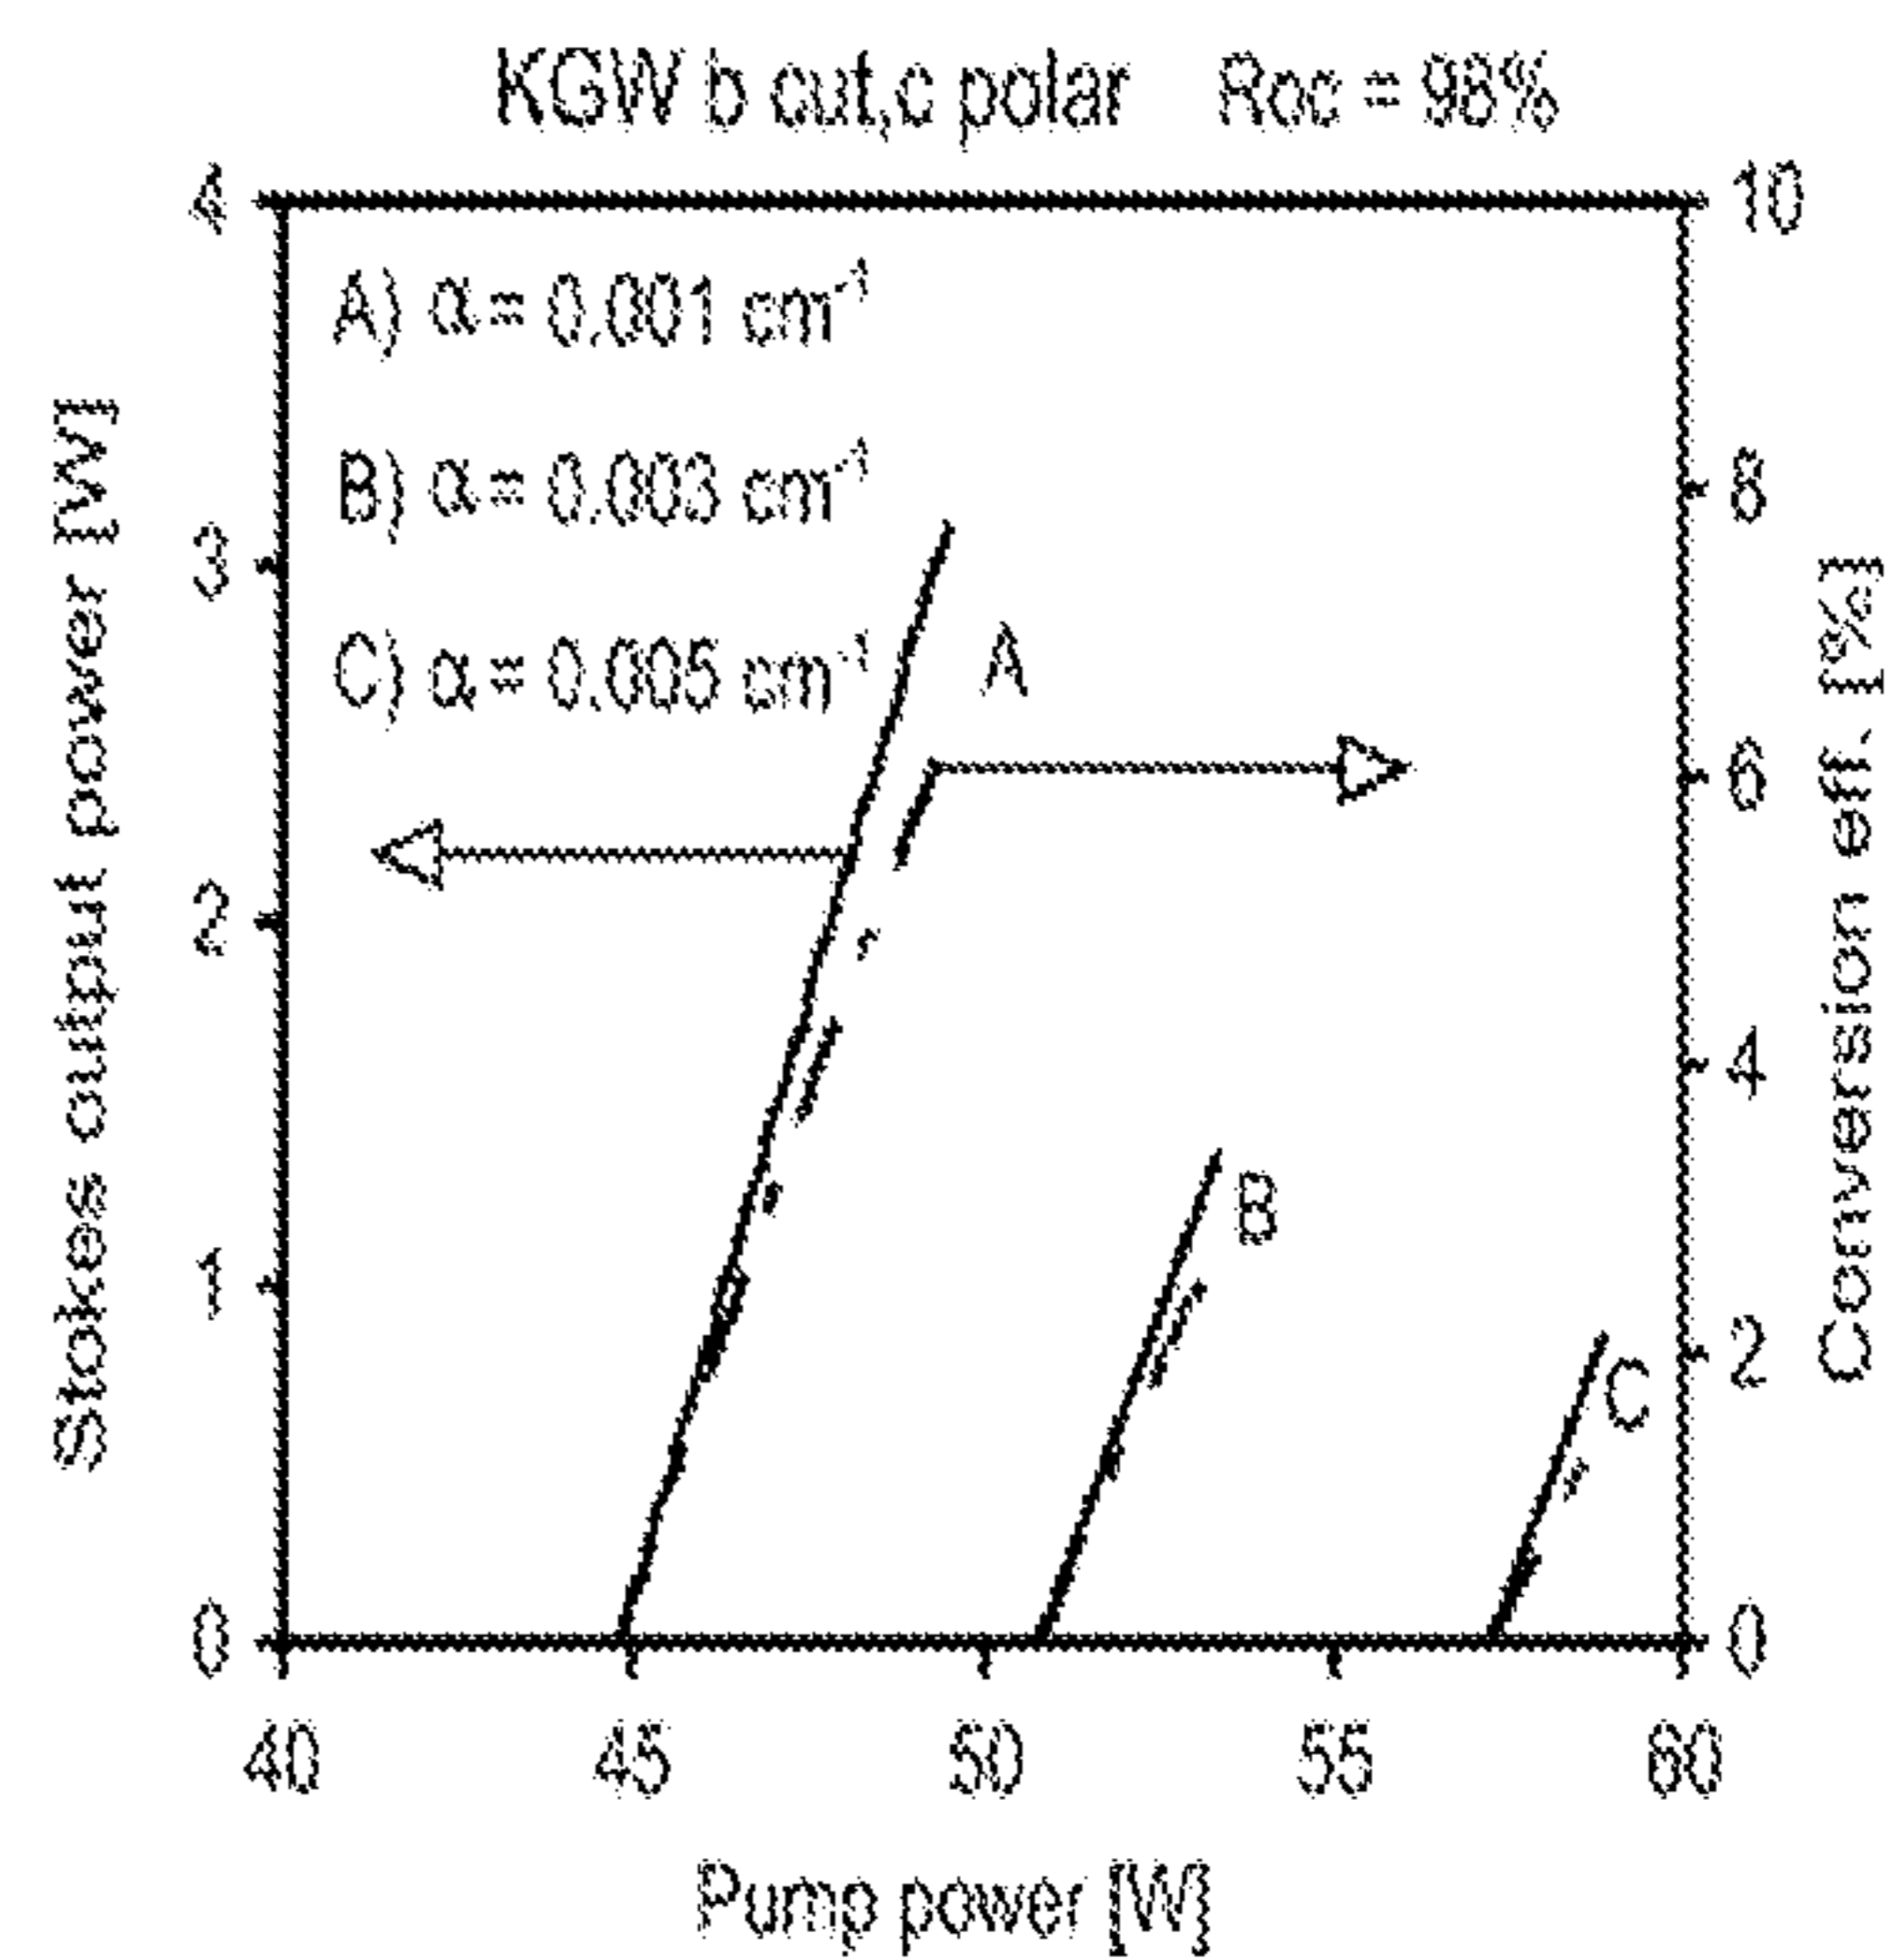 KGW b cut,c polar Roc = 98%
4
3
2
1
0
10
8
6
4
2
0
A) α = 0.001 cm⁻¹
B) α = 0.003 cm⁻¹
C) α = 0.005 cm⁻¹
A
B
C
Stokes output power [W]
Conversion eff. [%]
40 45 50 55 60
Pump power [W]